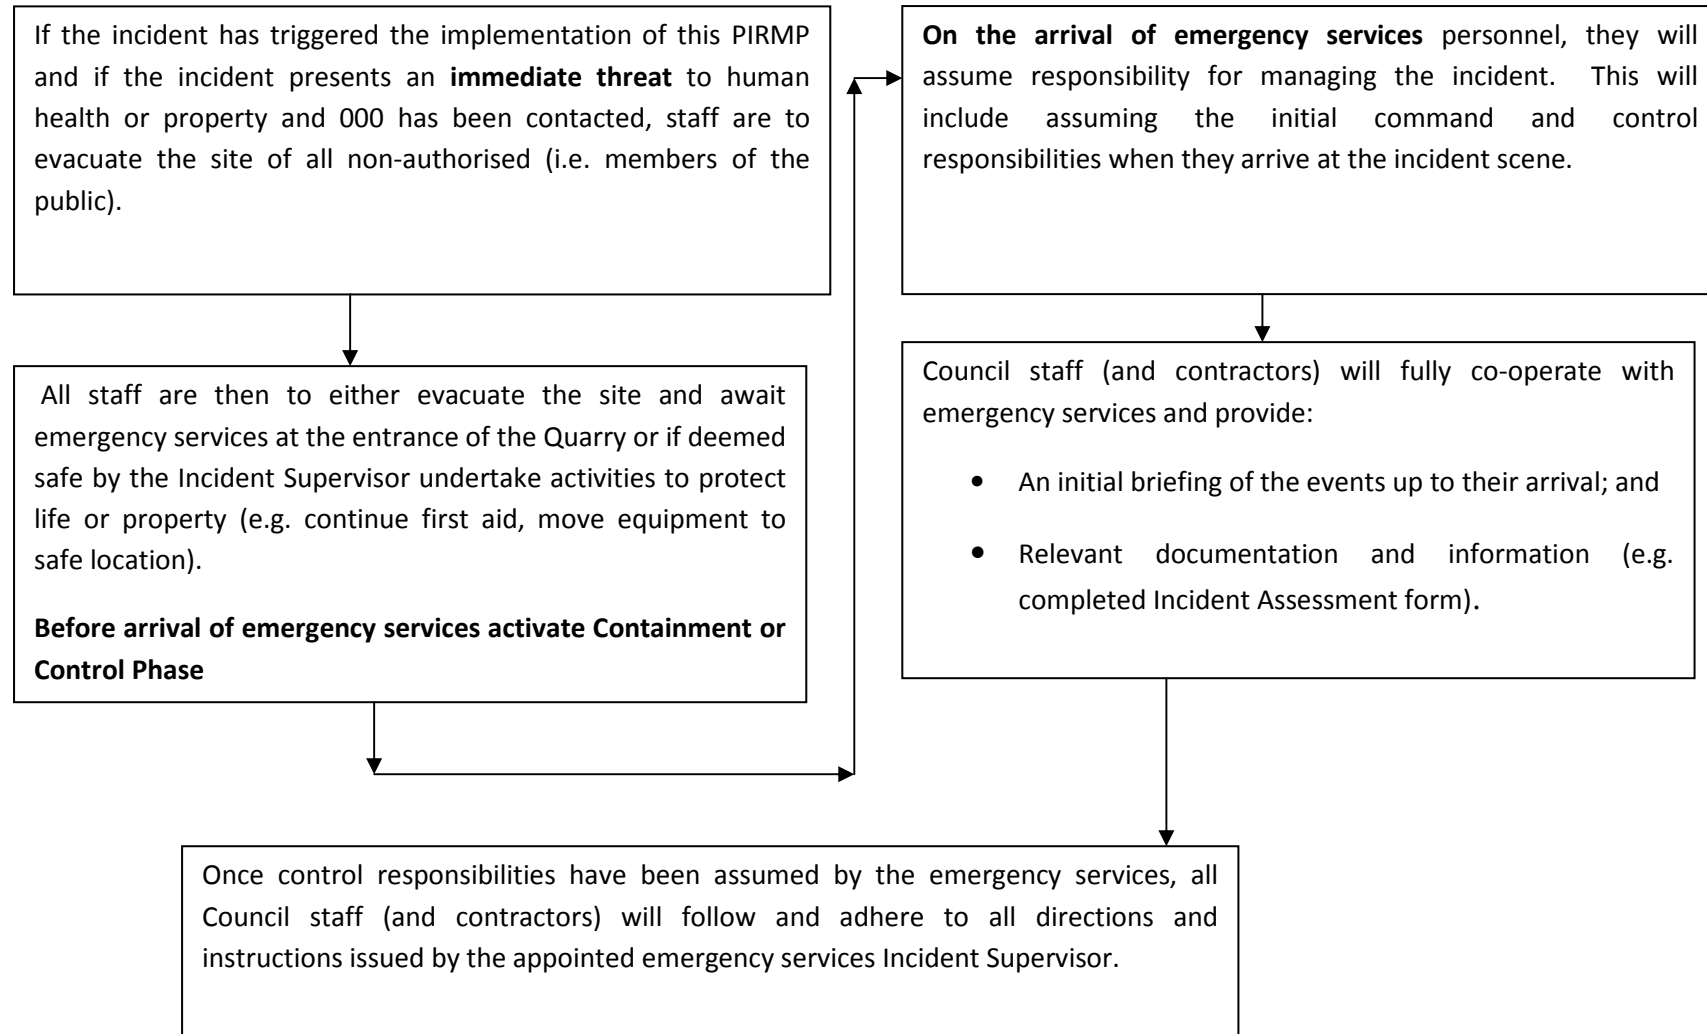 If the incident has triggered the implementation of this PIRMP
and if the incident presents an immediate threat to human
health or property and 000 has been contacted, staff are to
evacuate the site of all non-authorised (i.e. members of the
public).
All staff are then to either evacuate the site and await
emergency services at the entrance of the Quarry or if deemed
safe by the Incident Supervisor undertake activities to protect
life or property (e.g. continue first aid, move equipment to
safe location).
Before arrival of emergency services activate Containment or
Control Phase
On the arrival of emergency services personnel, they will
assume responsibility for managing the incident. This will
include assuming the initial command and control
responsibilities when they arrive at the incident scene.
Council staff (and contractors) will fully co-operate with
emergency services and provide:
• An initial briefing of the events up to their arrival; and
• Relevant documentation and information (e.g.
completed Incident Assessment form).
Once control responsibilities have been assumed by the emergency services, all
Council staff (and contractors) will follow and adhere to all directions and
instructions issued by the appointed emergency services Incident Supervisor.